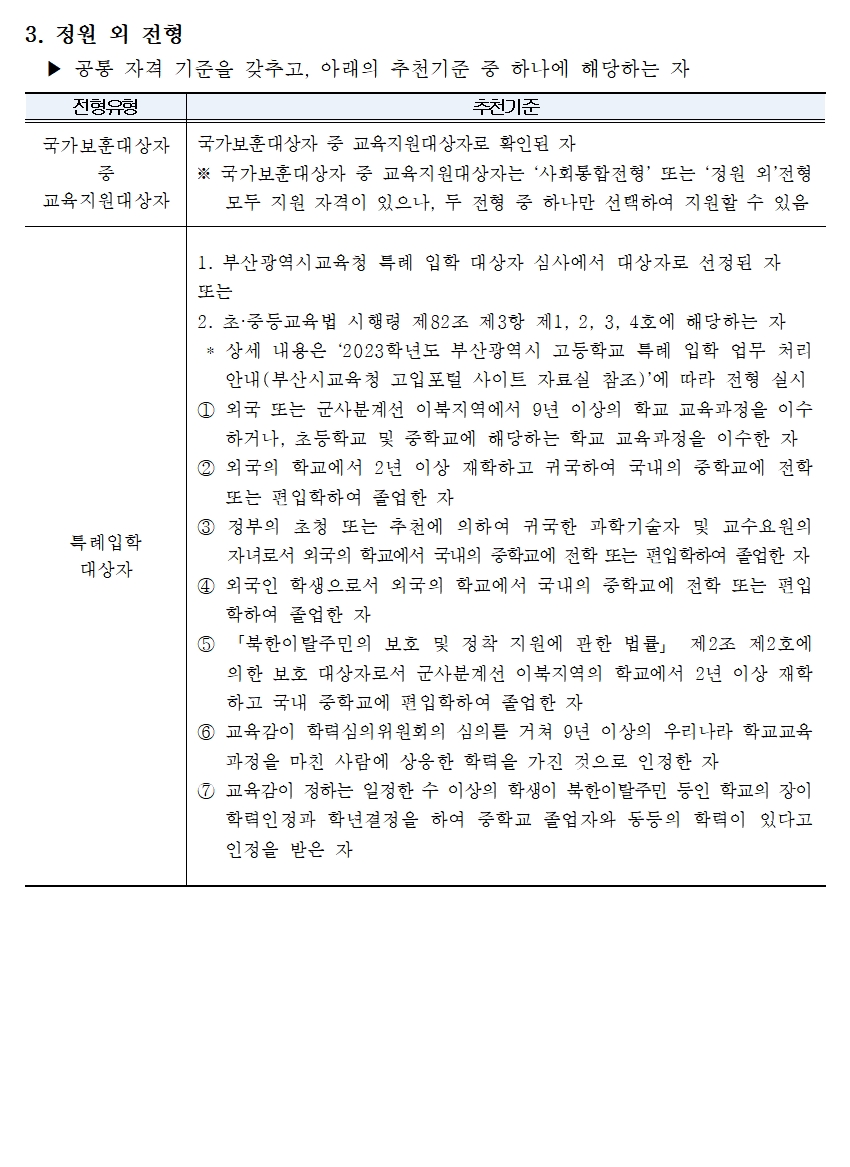 3. 정원 외 전형
▶ 공통 자격 기준을 갖추고, 아래의 추천기준 중 하나에 해당하는 자
전형유형 추천기준
국가보훈대상자
중
교육지원대상자
국가보훈대상자 중 교육지원대상자로 확인된 자
※ 국가보훈대상자 중 교육지원대상자는 ‘사회통합전형’ 또는 ‘정원 외’전형
모두 지원 자격이 있으나, 두 전형 중 하나만 선택하여 지원할 수 있음
특례입학
대상자
1. 부산광역시교육청 특례 입학 대상자 심사에서 대상자로 선정된 자
또는
2. 초·중등교육법 시행령 제82조 제3항 제1, 2, 3, 4호에 해당하는 자
* 상세 내용은 ‘2023학년도 부산광역시 고등학교 특례 입학 업무 처리
안내(부산시교육청 고입포털 사이트 자료실 참조)’에 따라 전형 실시
① 외국 또는 군사분계선 이북지역에서 9년 이상의 학교 교육과정을 이수
하거나, 초등학교 및 중학교에 해당하는 학교 교육과정을 이수한 자
② 외국의 학교에서 2년 이상 재학하고 귀국하여 국내의 중학교에 전학
또는 편입학하여 졸업한 자
③ 정부의 초청 또는 추천에 의하여 귀국한 과학기술자 및 교수요원의
자녀로서 외국의 학교에서 국내의 중학교에 전학 또는 편입학하여 졸업한 자
④ 외국인 학생으로서 외국의 학교에서 국내의 중학교에 전학 또는 편입
학하여 졸업한 자
⑤ 「북한이탈주민의 보호 및 정착 지원에 관한 법률」 제2조 제2호에
의한 보호 대상자로서 군사분계선 이북지역의 학교에서 2년 이상 재학
하고 국내 중학교에 편입학하여 졸업한 자
⑥ 교육감이 학력심의위원회의 심의를 거쳐 9년 이상의 우리나라 학교교육
과정을 마친 사람에 상응한 학력을 가진 것으로 인정한 자
⑦ 교육감이 정하는 일정한 수 이상의 학생이 북한이탈주민 등인 학교의 장이
학력인정과 학년결정을 하여 중학교 졸업자와 동등의 학력이 있다고
인정을 받은 자